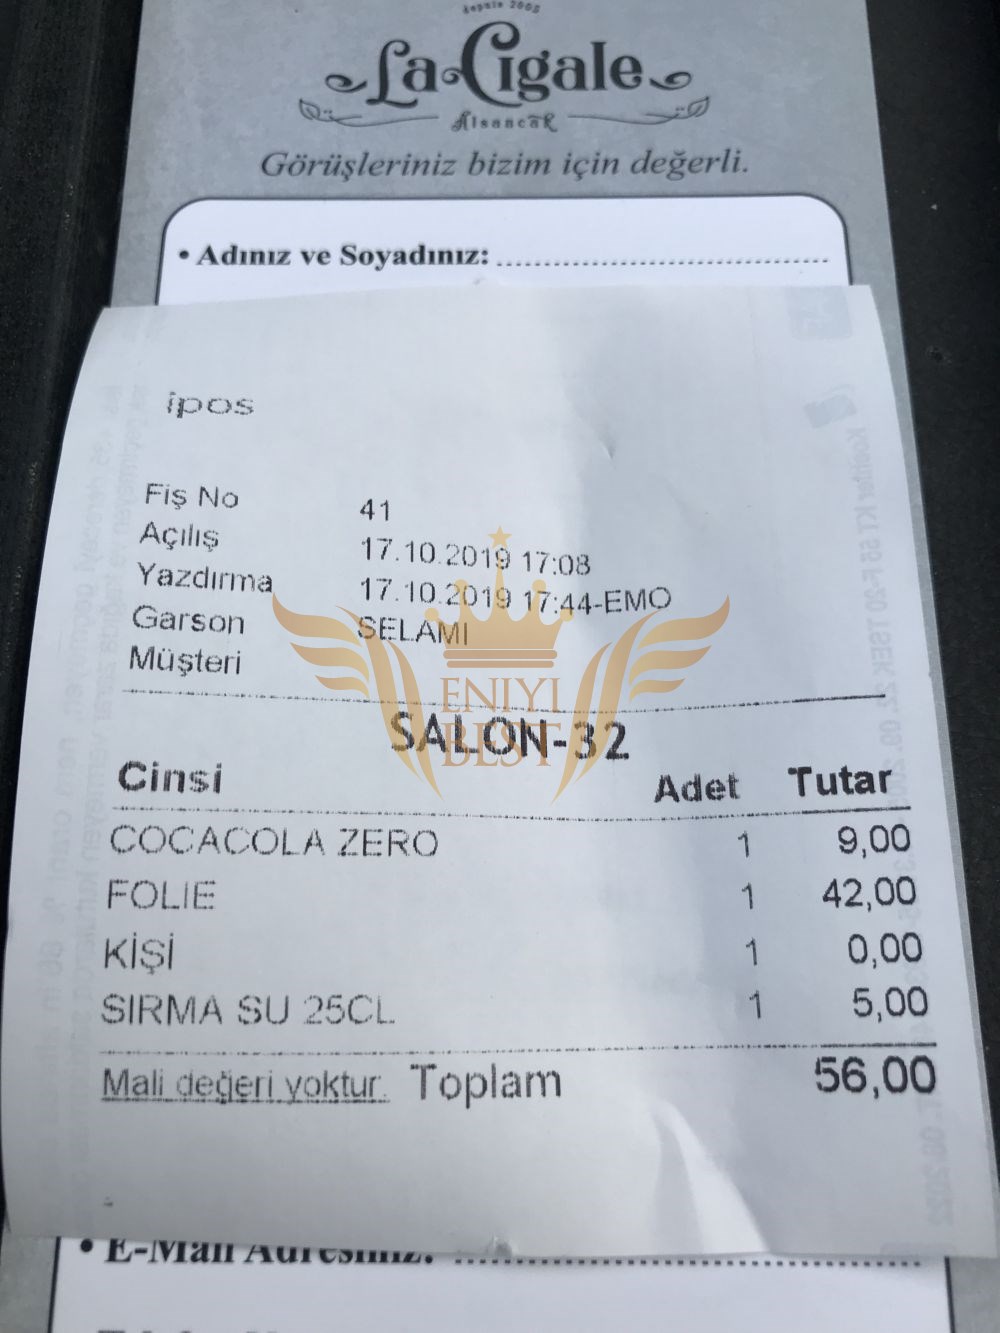 depuis 2005
La Cigale
Alsancak
Görüşleriniz bizim için değerli.
• Adınız ve Soyadınız: ....................................
ipos
Fiş No 41
Açılış 17.10.2019 17:08
Yazdırma 17.10.2019 17:44-EMO
Garson SELAMI
Müşteri
ENIYI
BEST
SALON-32
Cinsi Adet Tutar
COCACOLA ZERO 1 9,00
FOLIE 1 42,00
KİŞİ 1 0,00
SIRMA SU 25CL 1 5,00
Mali değeri yoktur. Toplam 56,00
• E-Mail Adresiniz: ....................................